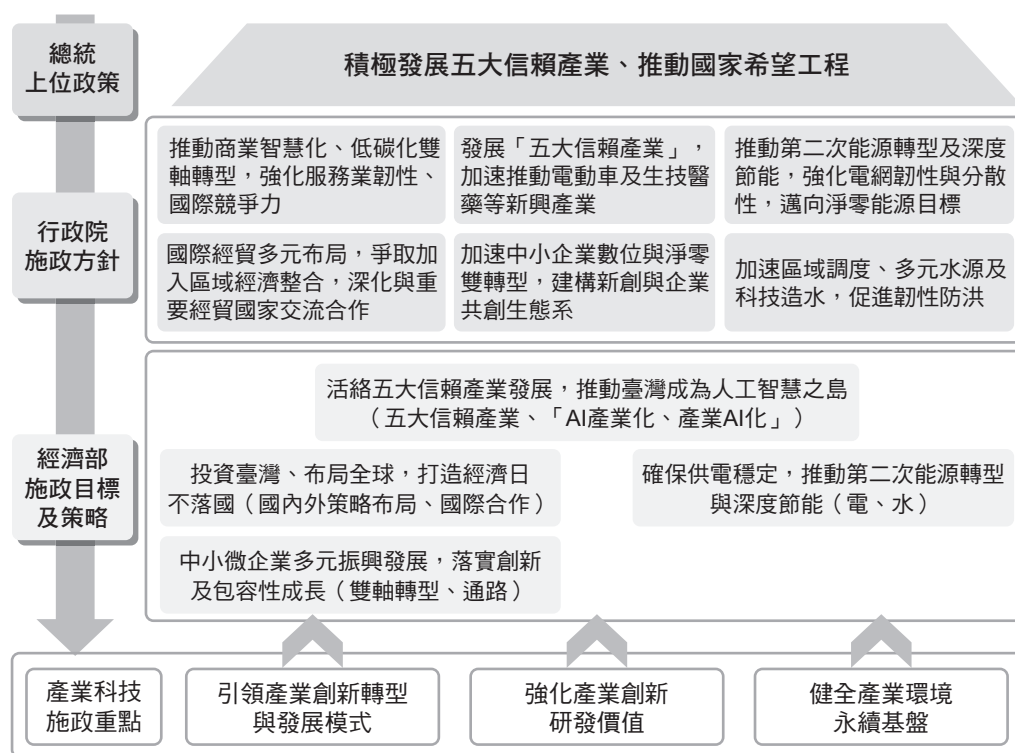 總統
上位政策
積極發展五大信賴產業、推動國家希望工程
行政院
施政方針
推動商業智慧化、低碳化雙
軸轉型，強化服務業韌性、
國際競爭力
發展「五大信賴產業」，
加速推動電動車及生技醫
藥等新興產業
推動第二次能源轉型及深度
節能，強化電網韌性與分散
性，邁向淨零能源目標
國際經貿多元布局，爭取加
入區域經濟整合，深化與重
要經貿國家交流合作
加速中小企業數位與淨零
雙轉型，建構新創與企業
共創生態系
加速區域調度、多元水源及
科技造水，促進韌性防洪
經濟部
施政目標
及策略
活絡五大信賴產業發展，推動臺灣成為人工智慧之島
（五大信賴產業、「AI產業化、產業AI化」）
投資臺灣、布局全球，打造經濟日
不落國（國內外策略布局、國際合作）
確保供電穩定，推動第二次能源轉型
與深度節能（電、水）
中小微企業多元振興發展，落實創新
及包容性成長（雙軸轉型、通路）
產業科技
施政重點
引領產業創新轉型
與發展模式
強化產業創新
研發價值
健全產業環境
永續基盤